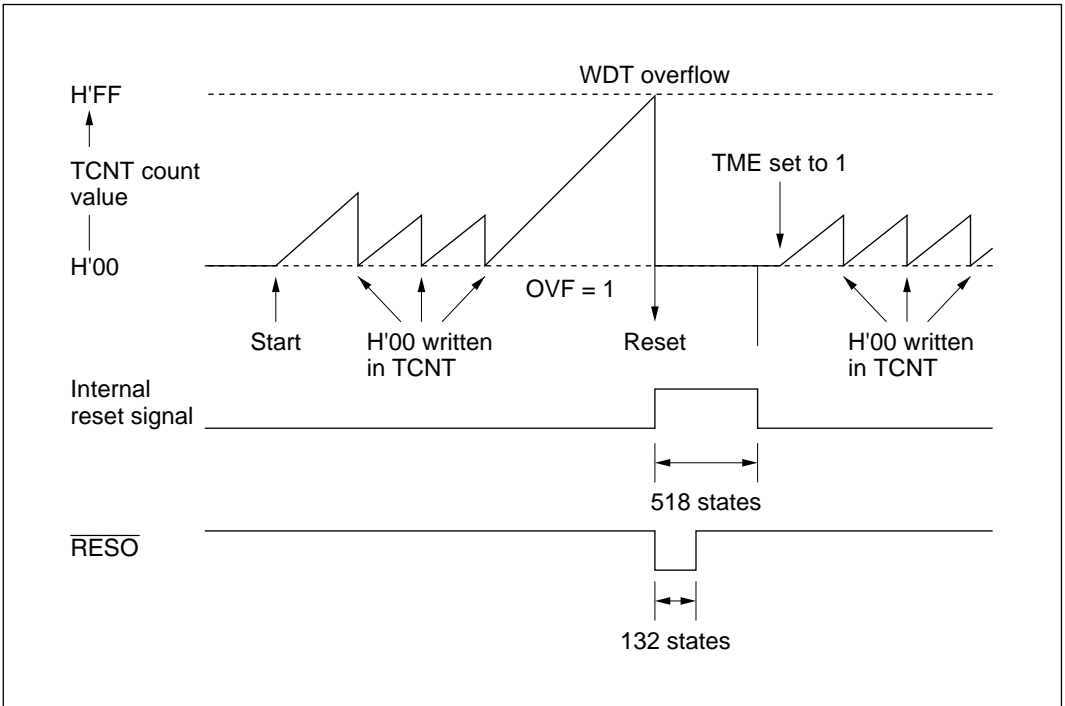 WDT overflow
H'FF
TCNT count
value
TME set to 1
H'00
OVF = 1
Start
H'00 written
in TCNT
Reset
H'00 written
in TCNT
Internal
reset signal
518 states
RESO
132 states